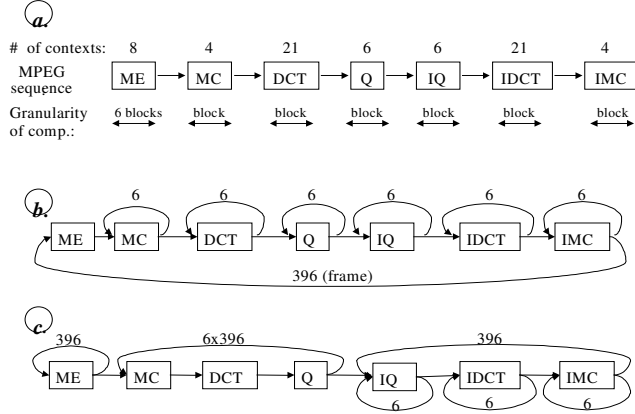 a.
# of contexts: 8 4 21 6 6 21 4
MPEG sequence ME MC DCT Q IQ IDCT IMC
Granularity of comp.: 6 blocks block block block block block block
b.
6 6 6 6 6 6
ME MC DCT Q IQ IDCT IMC
396 (frame)
c.
396 6x396 396
ME MC DCT Q IQ IDCT IMC
6 6 6